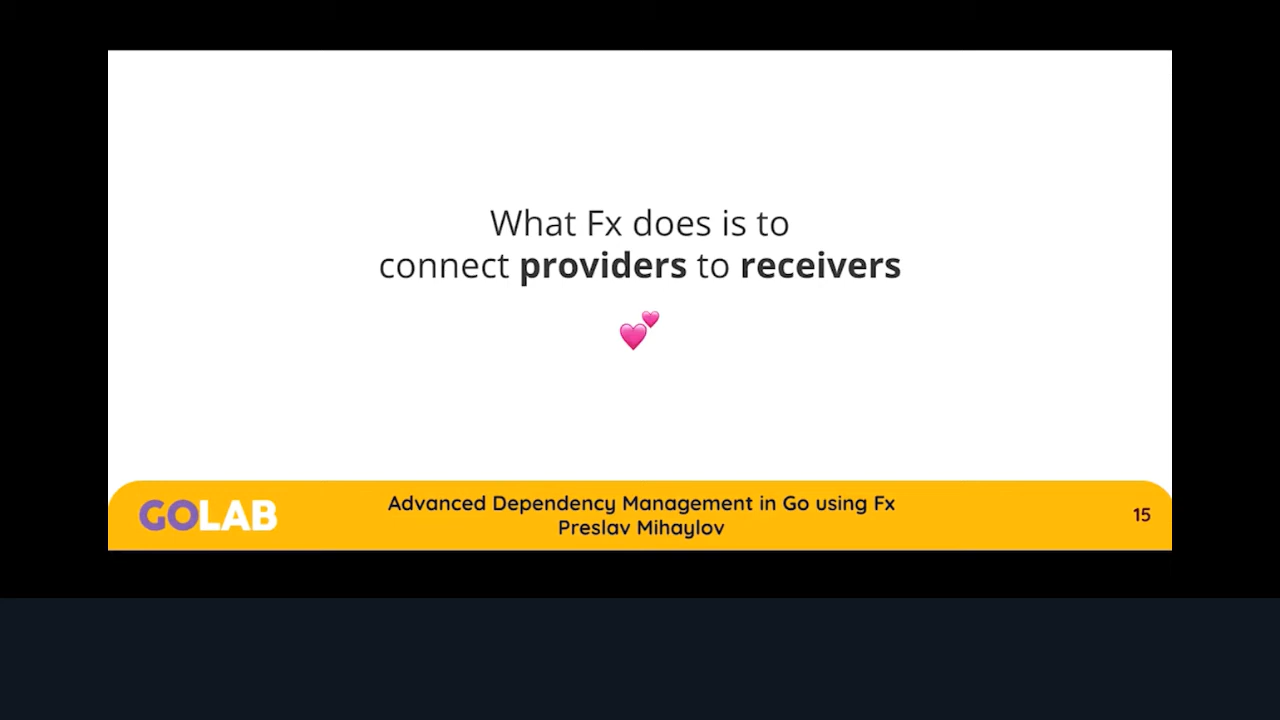 What Fx does is to
connect providers to receivers
💕
GOLAB
Advanced Dependency Management in Go using Fx
Preslav Mihaylov
15